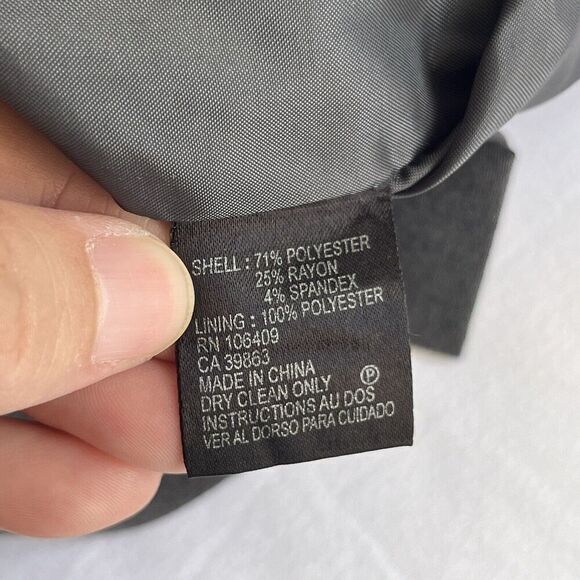 SHELL : 71% POLYESTER
25% RAYON
4% SPANDEX
LINING : 100% POLYESTER
RN 106409
CA 39863
MADE IN CHINA
DRY CLEAN ONLY Ⓟ
INSTRUCTIONS AU DOS
VER AL DORSO PARA CUIDADO